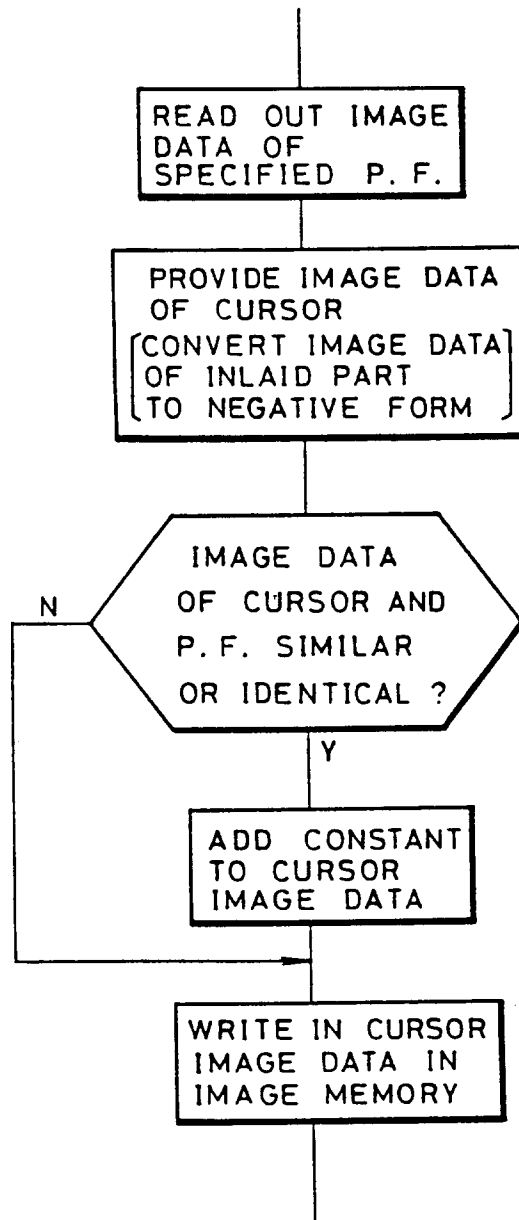 READ OUT IMAGE
DATA OF
SPECIFIED P. F.
PROVIDE IMAGE DATA
OF CURSOR
[CONVERT IMAGE DATA
OF INLAID PART
TO NEGATIVE FORM]
IMAGE DATA
N
OF CURSOR AND
P. F. SIMILAR
OR IDENTICAL ?
Y
ADD CONSTANT
TO CURSOR
IMAGE DATA
WRITE IN CURSOR
IMAGE DATA IN
IMAGE MEMORY